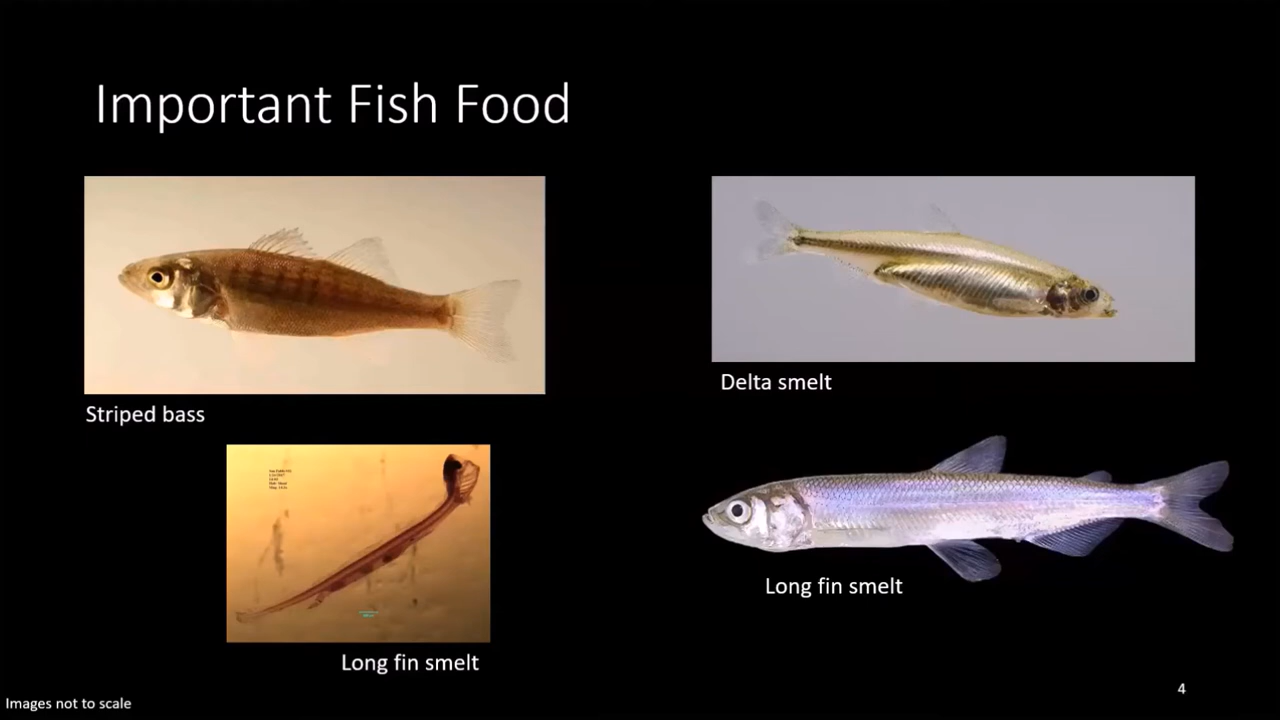 Important Fish Food
Striped bass
Delta smelt
Long fin smelt
Long fin smelt
4
Images not to scale